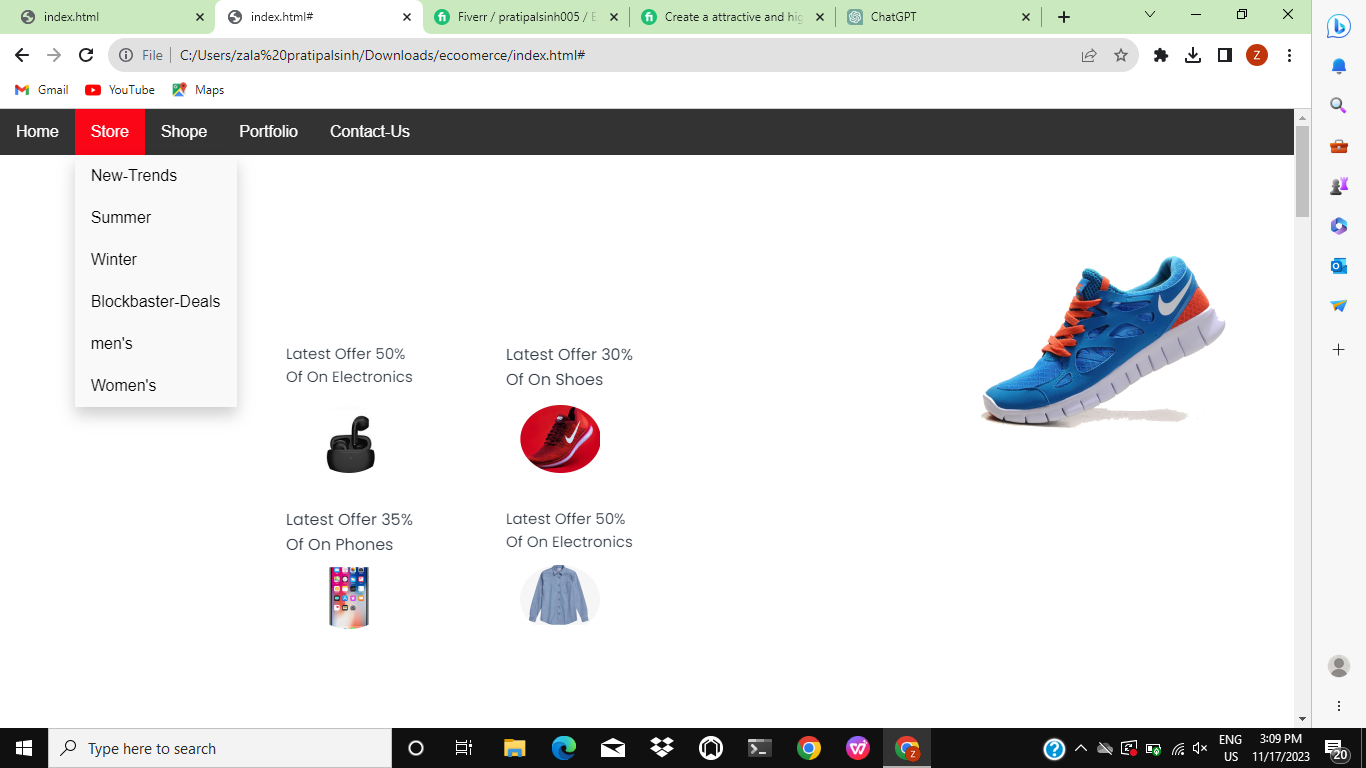 index.html
index.html#
Fiverr / pratipalsinh005 / E
Create a attractive and hig
ChatGPT
File
C:/Users/zala%20pratipalsinh/Downloads/ecoomerce/index.html#
Z
Gmail
YouTube
Maps
Home
Store
Shope
Portfolio
Contact-Us
New-Trends
Summer
Winter
Blockbaster-Deals
men's
Women's
Latest Offer 50%
Of On Electronics
Latest Offer 30%
Of On Shoes
Latest Offer 35%
Of On Phones
Latest Offer 50%
Of On Electronics
Type here to search
ENG
US
3:09 PM
11/17/2023
20